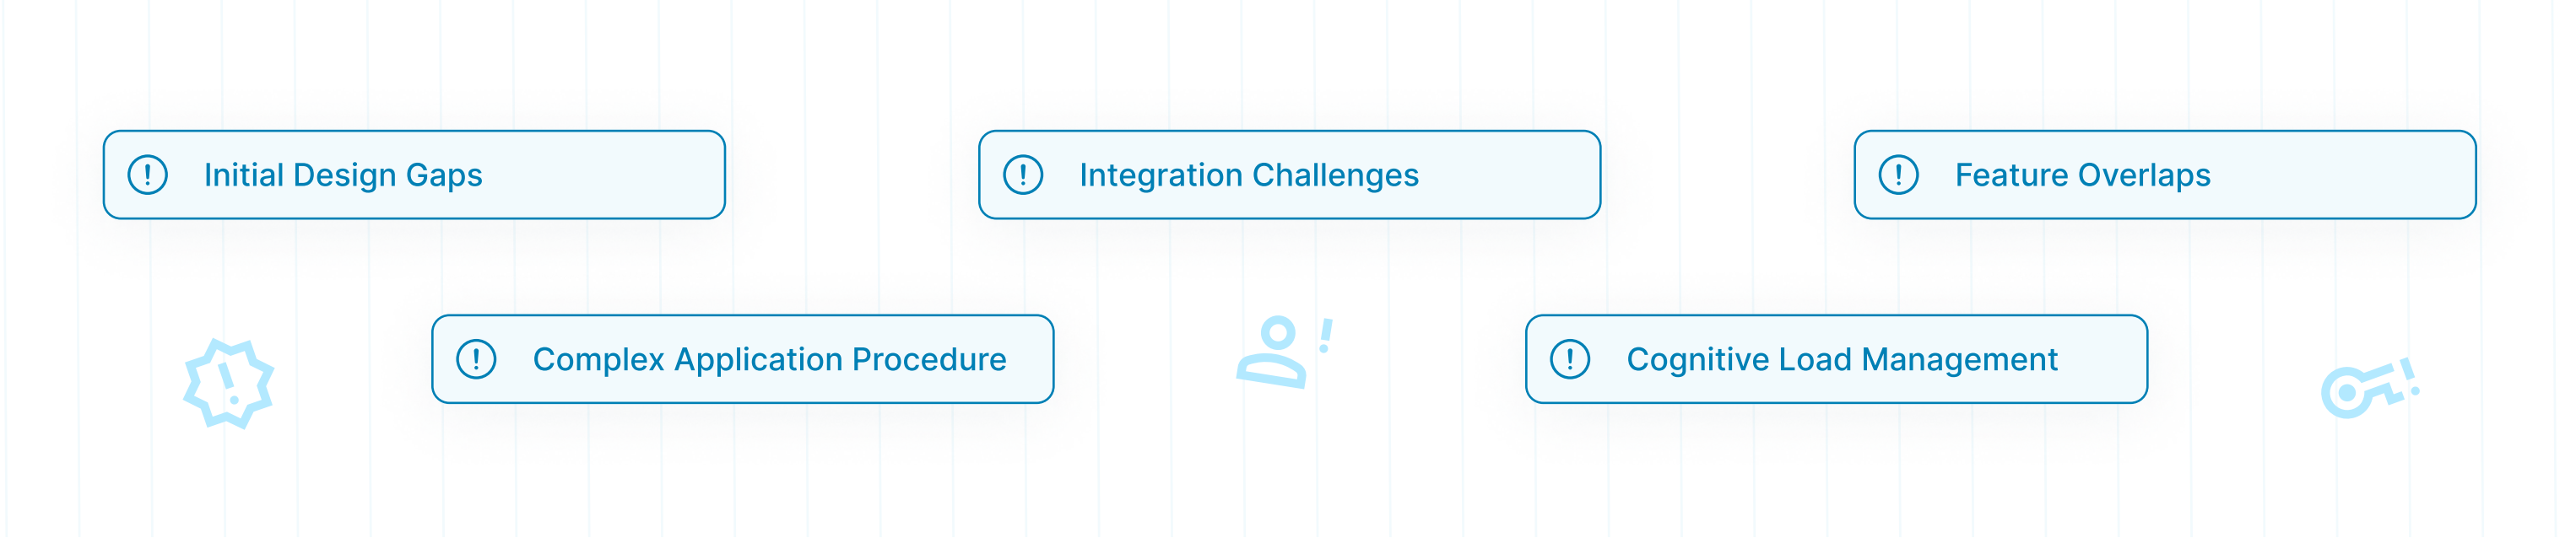 Initial Design Gaps
Integration Challenges
Feature Overlaps
Complex Application Procedure
Cognitive Load Management